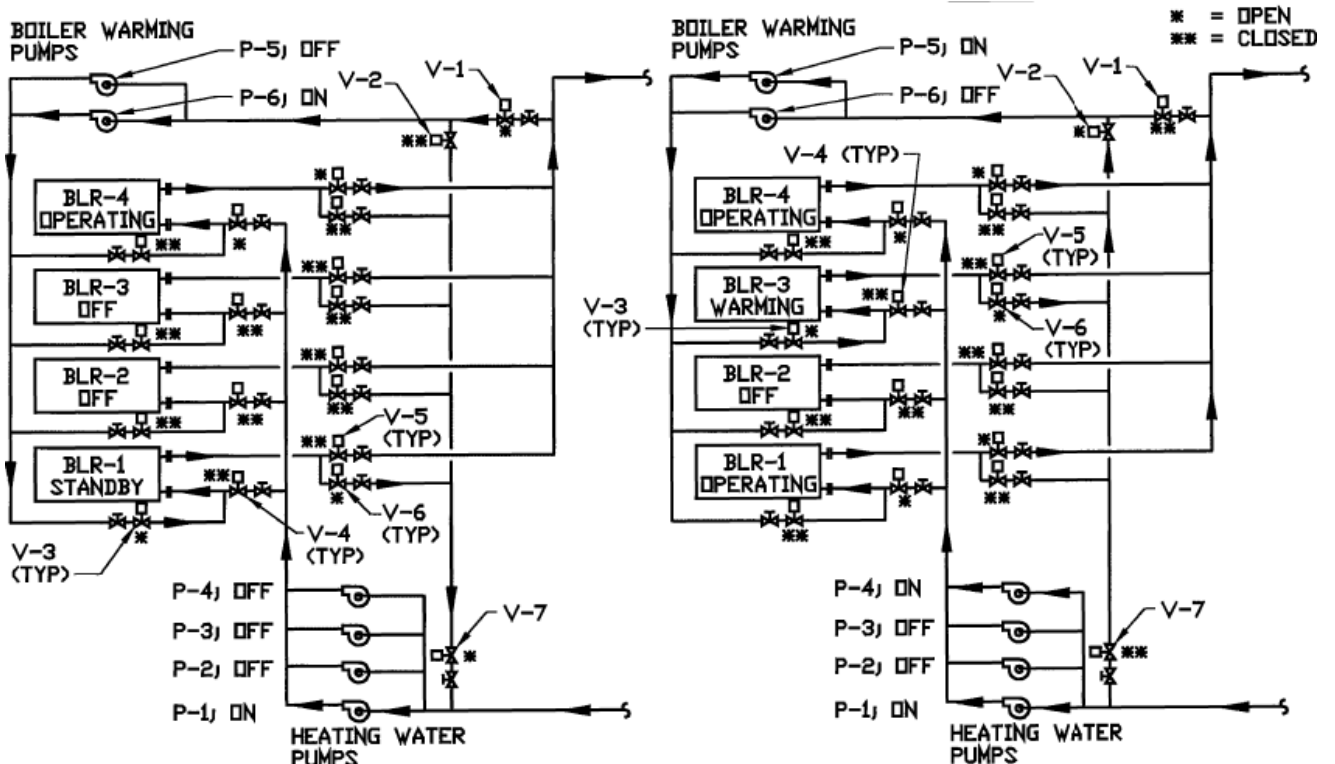 BOILER WARMING
PUMPS
P-5; OFF
P-6; ON
V-2
V-1
**
*
BLR-4
OPERATING
*
**
**
*
BLR-3
OFF
**
**
**
**
BLR-2
OFF
**
**
**
**
BLR-1
STANDBY
**
V-5
(TYP)
**
*
V-6
(TYP)
V-4
(TYP)
V-3
(TYP)
*
P-4; OFF
P-3; OFF
P-2; OFF
P-1; ON
V-7
*
HEATING WATER
PUMPS
BOILER WARMING
PUMPS
P-5; ON
P-6; OFF
V-2
V-1
* = OPEN
** = CLOSED
*
**
V-4 (TYP)
BLR-4
OPERATING
*
**
**
*
BLR-3
WARMING
V-5
(TYP)
**
**
V-3
(TYP)
*
*
V-6
(TYP)
BLR-2
OFF
**
**
**
**
BLR-1
OPERATING
*
**
*
**
P-4; ON
P-3; OFF
P-2; OFF
P-1; ON
V-7
**
HEATING WATER
PUMPS